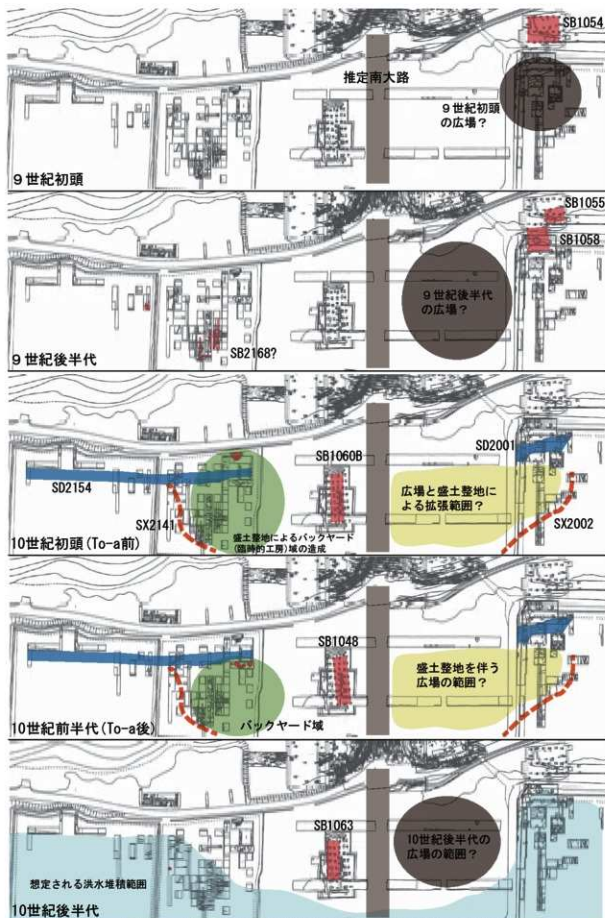 SB1054
推定南大路
9世紀初頭
の広場?
9世紀初頭
SB1055
SB1058
9世紀後半代
の広場?
SB2168?
9世紀後半代
SD2001
SB1060B
SD2154
広場と盛土整地に
よる拡張範囲?
SX2141
SX2002
盛土整地によるバックヤード
(臨時的工房)域の造成
10世紀初頭(To-a前)
SB1048
盛土整地を伴う
広場の範囲?
バックヤード域
10世紀前半代(To-a後)
SB1063
10世紀後半代の
広場の範囲?
想定される洪水堆積範囲
10世紀後半代